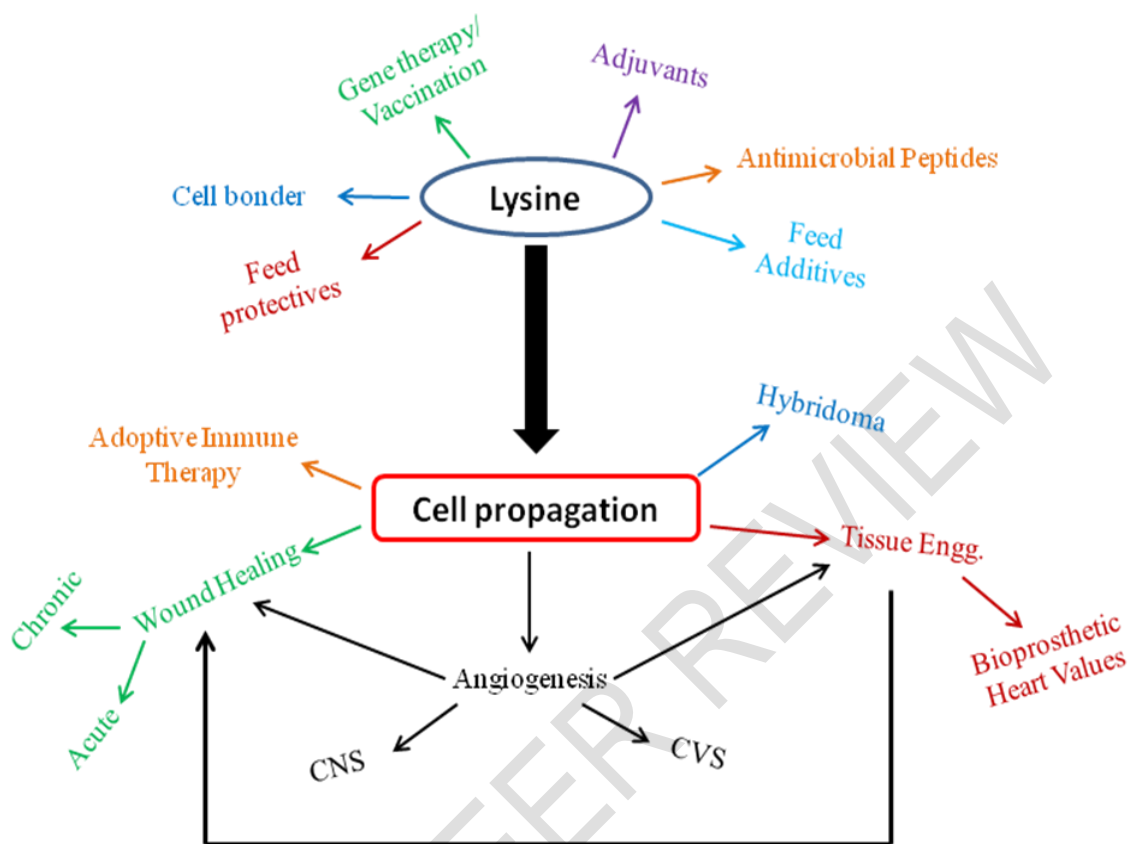 Gene therapy/
Vaccination
Adjuvants
Antimicrobial Peptides
Cell bonder
Lysine
Feed
Additives
Feed
protectives
Hybridoma
Adoptive Immune
Therapy
Cell propagation
Tissue Engg.
Wound Healing
Chronic
Acute
Angiogenesis
Bioprosthetic
Heart Values
CNS
CVS
ER REVIEW